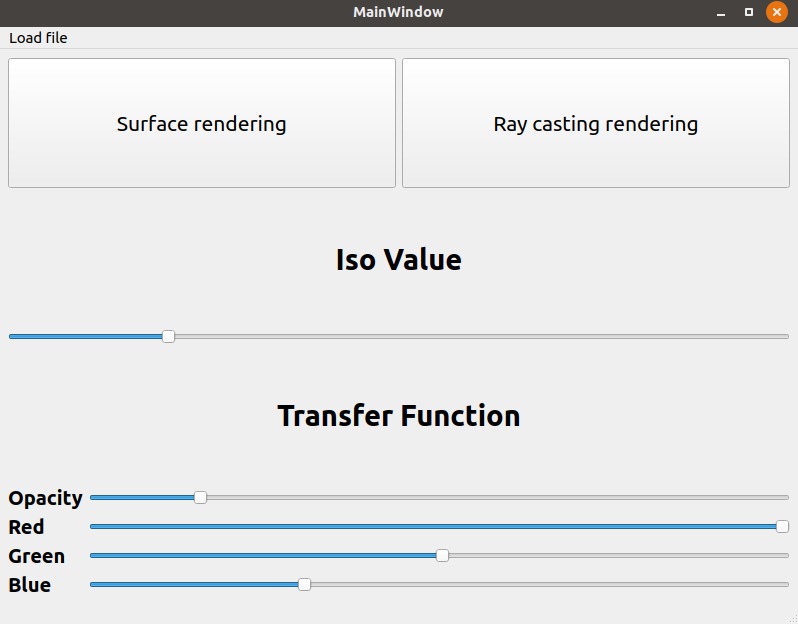 MainWindow
Load file
Surface rendering
Ray casting rendering
Iso Value
Transfer Function
Opacity
Red
Green
Blue